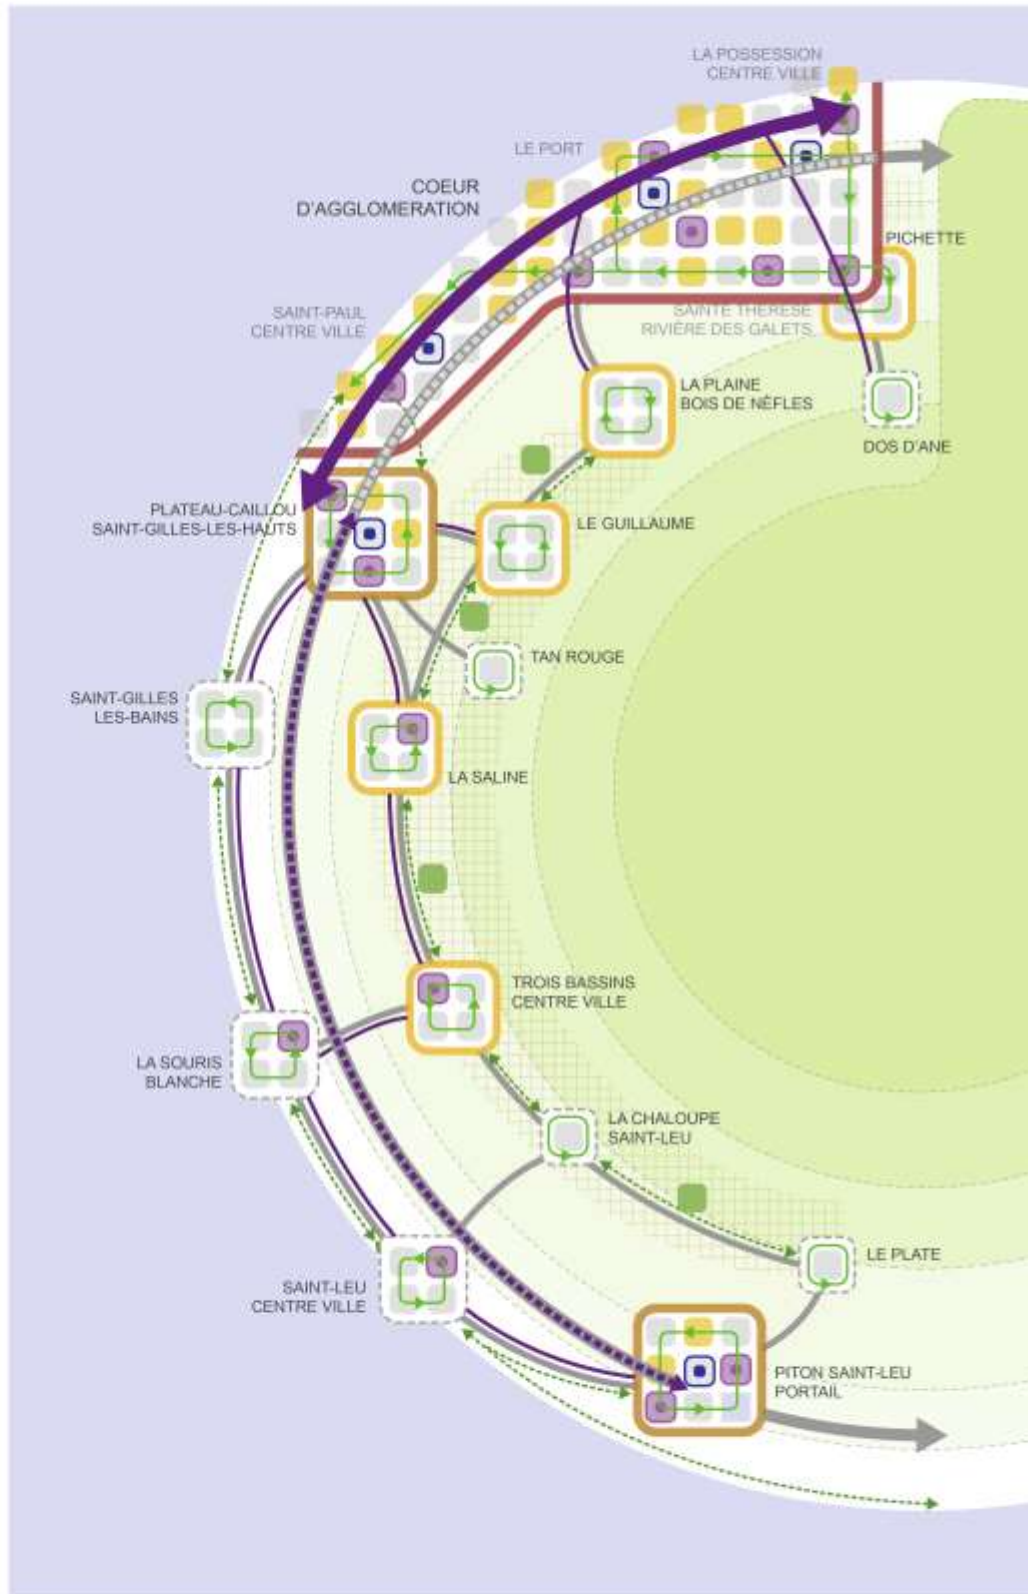 LA POSSESSION
CENTRE VILLE
LE PORT
COEUR
D'AGGLOMERATION
PICHETTE
SAINT-PAUL
CENTRE VILLE
SAINTE THERESE
RIVIÈRE DES GALETS
LA PLAINE
BOIS DE NÈFLES
DOS D'ANE
PLATEAU-CAILLOU
SAINT-GILLES-LES-HAUTS
LE GUILLAUME
TAN ROUGE
SAINT-GILLES
LES-BAINS
LA SALINE
TROIS BASSINS
CENTRE VILLE
LA SOURIS
BLANCHE
LA CHALOUPE
SAINT-LEU
LE PLATE
SAINT-LEU
CENTRE VILLE
PITON SAINT-LEU
PORTAIL